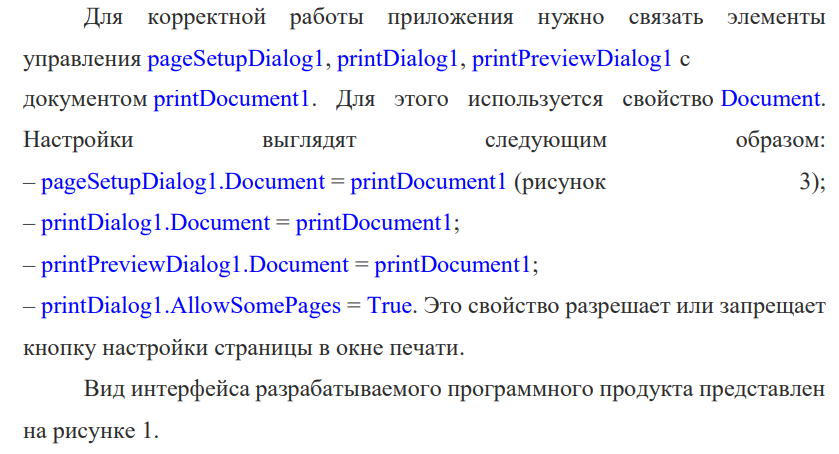 Для корректной работы приложения нужно связать элементы
управления pageSetupDialog1, printDialog1, printPreviewDialog1 с
документом printDocument1. Для этого используется свойство Document.
Настройки выглядят следующим образом:
– pageSetupDialog1.Document = printDocument1 (рисунок 3);
– printDialog1.Document = printDocument1;
– printPreviewDialog1.Document = printDocument1;
– printDialog1.AllowSomePages = True. Это свойство разрешает или запрещает
кнопку настройки страницы в окне печати.
Вид интерфейса разрабатываемого программного продукта представлен
на рисунке 1.